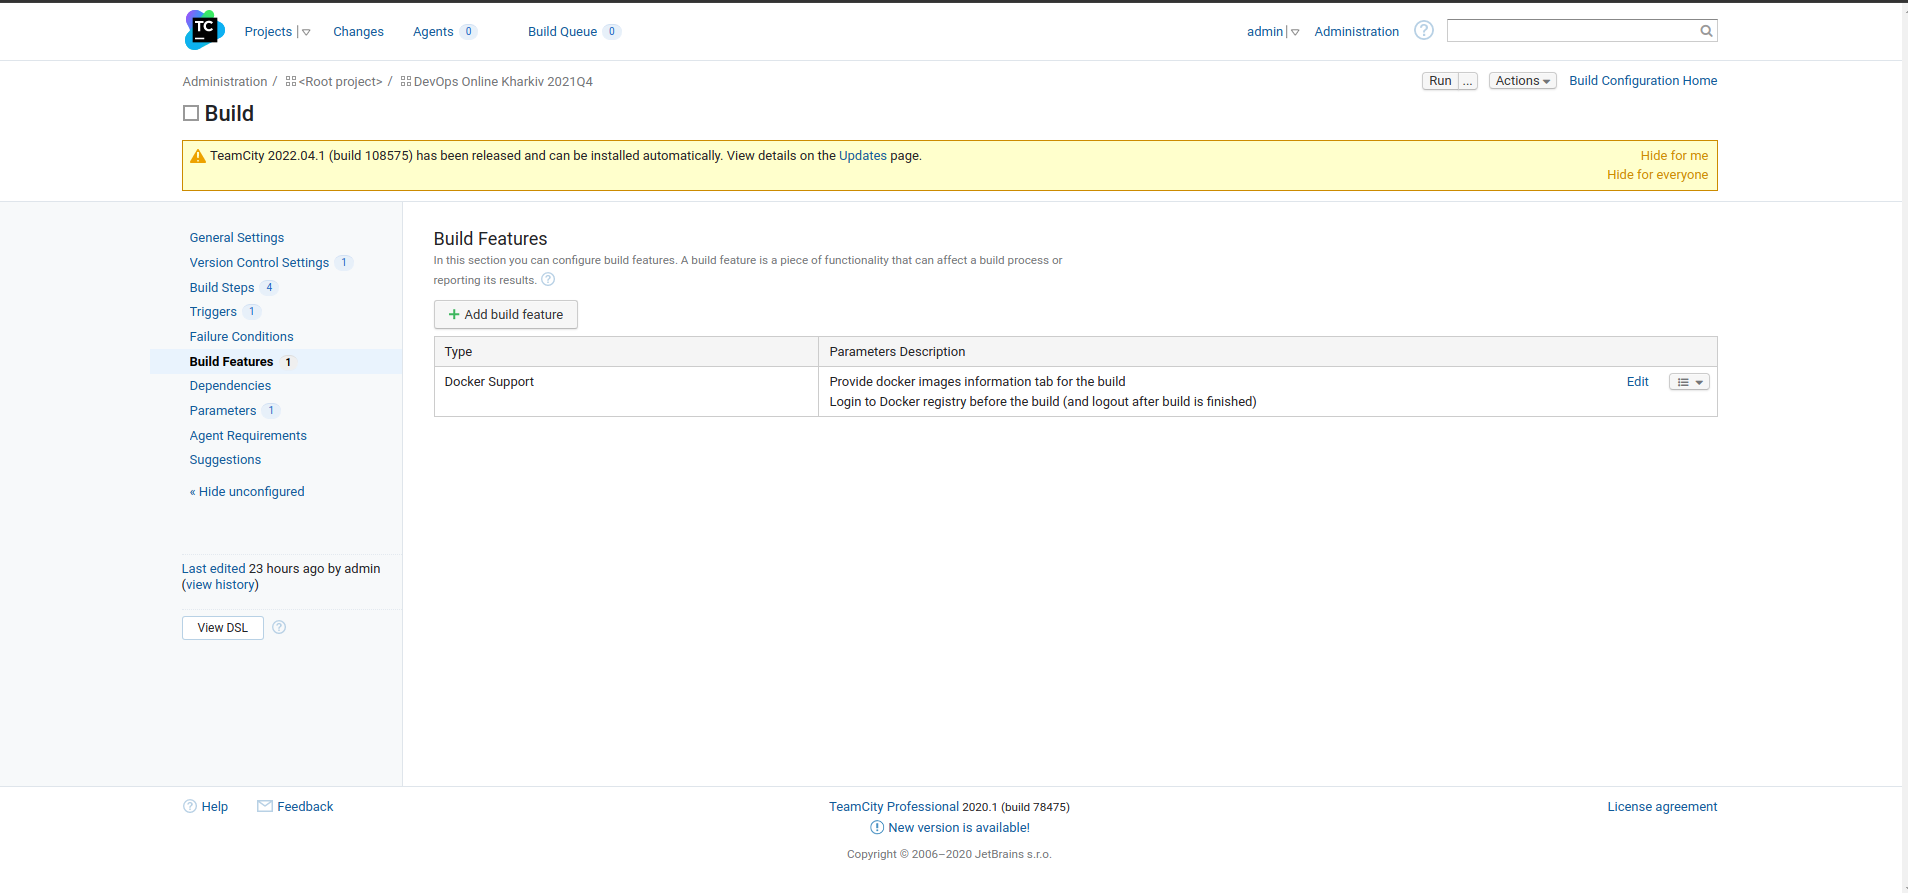 TC
Projects
Changes
Agents 0
Build Queue 0
admin
Administration
Administration / <Root project> / DevOps Online Kharkiv 2021Q4
Run ...
Actions
Build Configuration Home
Build
TeamCity 2022.04.1 (build 108575) has been released and can be installed automatically. View details on the Updates page.
Hide for me
Hide for everyone
General Settings
Version Control Settings 1
Build Steps 4
Triggers 1
Failure Conditions
Build Features 1
Dependencies
Parameters 1
Agent Requirements
Suggestions
« Hide unconfigured
Last edited 23 hours ago by admin
(view history)
View DSL ?
Build Features
In this section you can configure build features. A build feature is a piece of functionality that can affect a build process or
reporting its results. ?
+ Add build feature
Type
Parameters Description
Docker Support
Provide docker images information tab for the build
Login to Docker registry before the build (and logout after build is finished)
Edit
? Help
Feedback
TeamCity Professional 2020.1 (build 78475)
New version is available!
Copyright © 2006–2020 JetBrains s.r.o.
License agreement